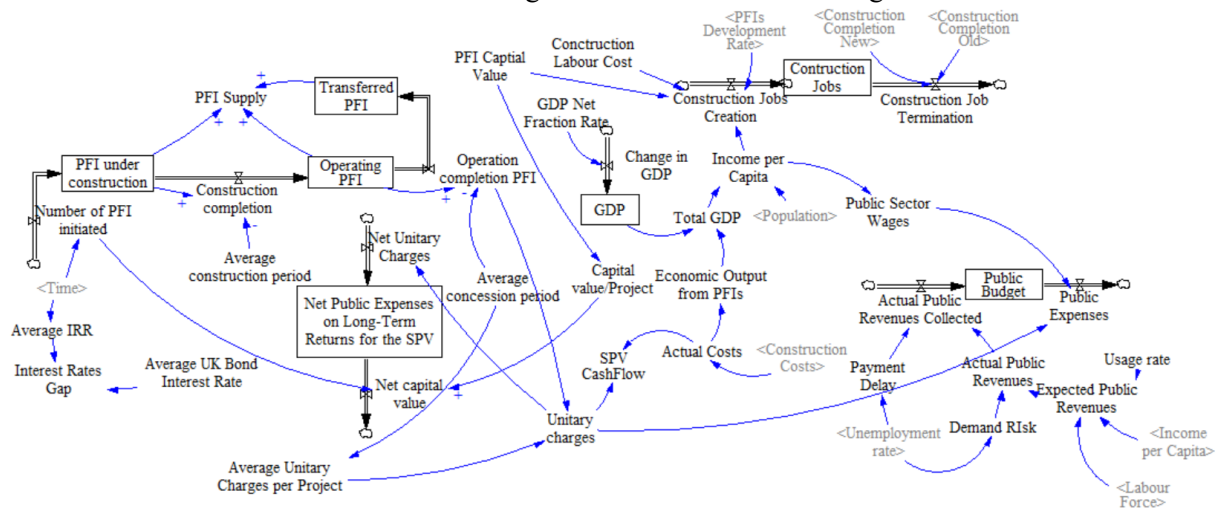 <PFIs
Development
Rate>
<Construction
Completion
New>
<Construction
Completion
Old>
PFI Captial
Value
Conctruction
Labour Cost
Contruction
Jobs
Construction Jobs
Creation
Construction Job
Termination
+
+
Transferred
PFI
PFI Supply
+
+
GDP Net
Fraction Rate
Change in
GDP
Income per
Capita
PFI under
construction
Operating
PFI
Operation
completion PFI
+
-
+
Construction
completion
-
GDP
Total GDP
<Population>
Public Sector
Wages
Number of PFI
initiated
Net Unitary
Charges
Average
construction period
<Time>
Average
concession period
Capital
value/Project
Economic Output
from PFIs
Public
Budget
Net Public Expenses
on Long-Term
Returns for the SPV
Actual Public
Revenues Collected
Public
Expenses
Average IRR
Interest Rates
Gap
Average UK Bond
Interest Rate
SPV
CashFlow
Actual Costs
<Construction
Costs>
Payment
Delay
Actual Public
Revenues
Usage rate
Expected Public
Revenues
Net capital
value
+
Unitary
charges
<Unemployment
rate>
Demand RIsk
<Income
per Capita>
Average Unitary
Charges per Project
<Labour
Force>